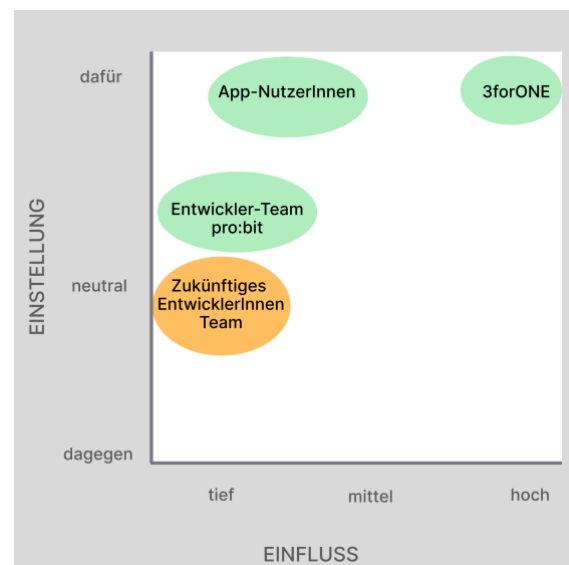 dafür
App-NutzerInnen
3forONE
Entwickler-Team
pro:bit
EINSTELLUNG
neutral
Zukünftiges
EntwicklerInnen
Team
dagegen
tief
mittel
hoch
EINFLUSS